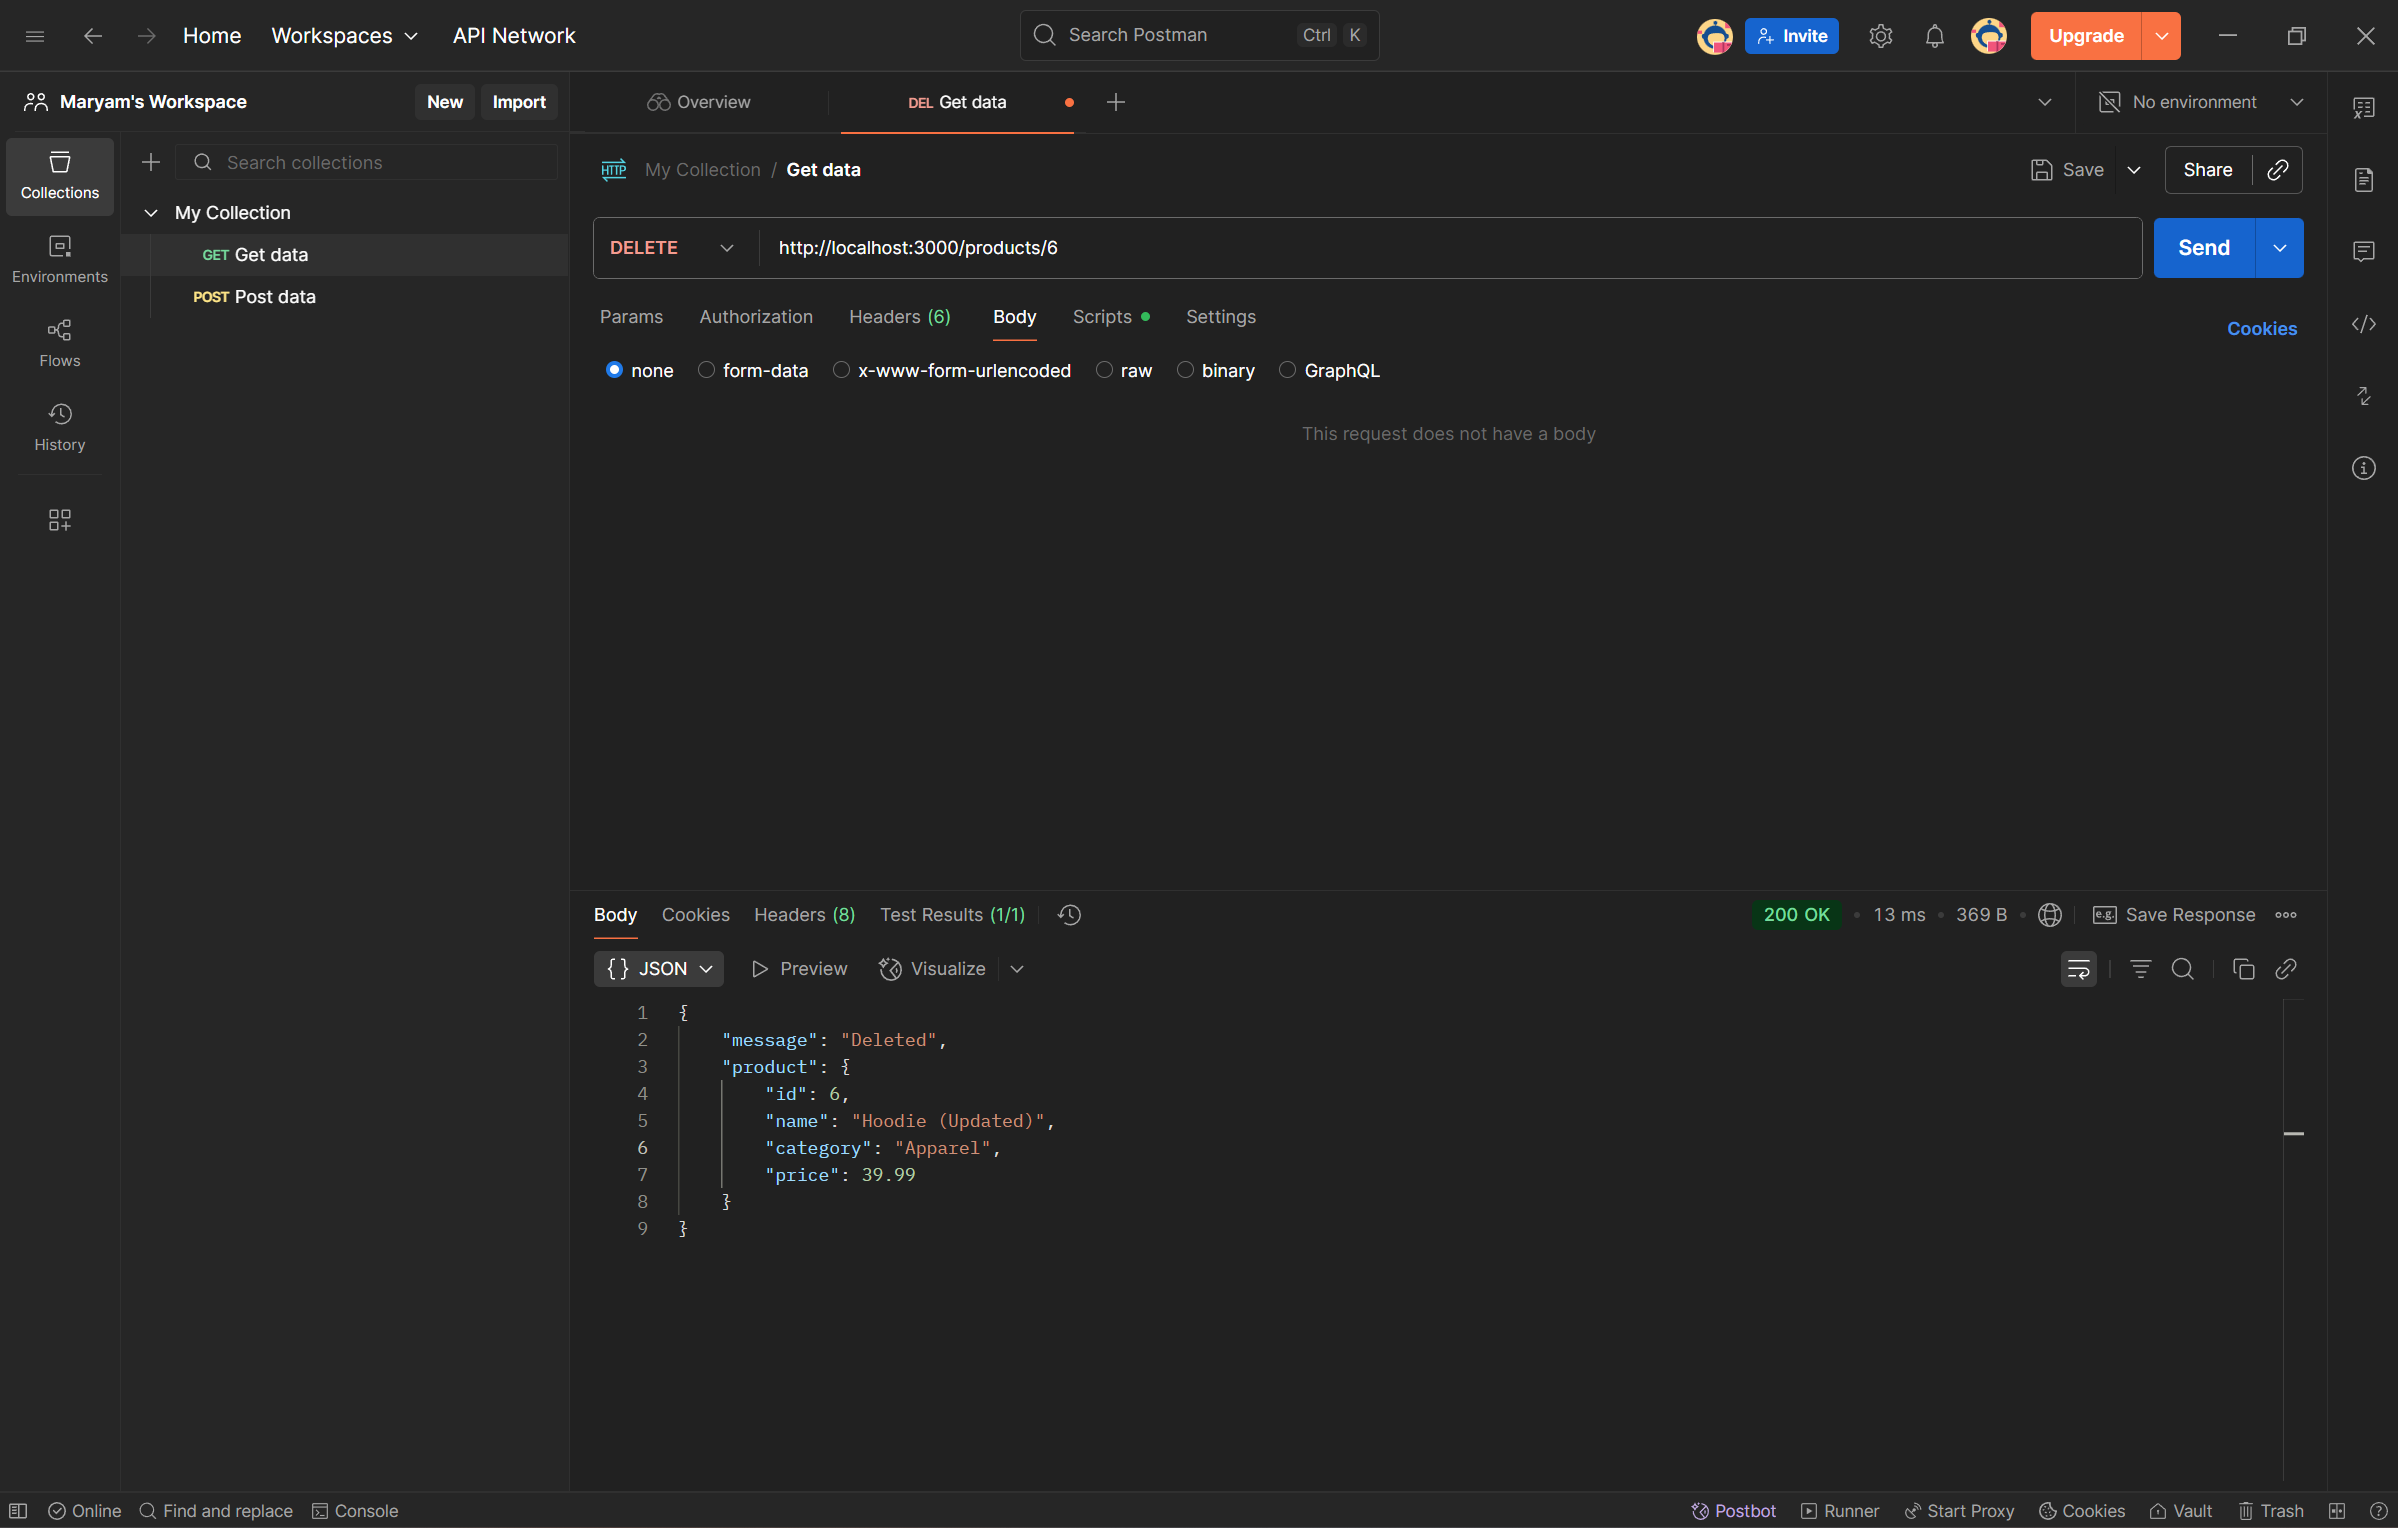 Home Workspaces API Network
Search Postman Ctrl K
Invite
Upgrade
Maryam's Workspace
New Import
Overview
DEL Get data
No environment
Collections
Environments
Flows
History
Search collections
My Collection
GET Get data
POST Post data
HTTP My Collection / Get data
Save
Share
DELETE http://localhost:3000/products/6
Send
Params Authorization Headers (6) Body Scripts Settings
Cookies
none form-data x-www-form-urlencoded raw binary GraphQL
This request does not have a body
Body Cookies Headers (8) Test Results (1/1)
200 OK • 13 ms • 369 B •
e.g. Save Response
{} JSON Preview Visualize
1 {
2 "message": "Deleted",
3 "product": {
4 "id": 6,
5 "name": "Hoodie (Updated)",
6 "category": "Apparel",
7 "price": 39.99
8 }
9 }
Online Find and replace Console
Postbot Runner Start Proxy Cookies Vault Trash